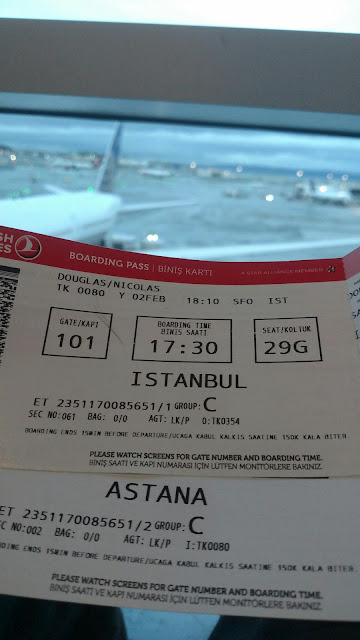 SH
ES
BOARDING PASS | BİNİŞ KARTI
A STAR ALLIANCE MEMBER
DOUGLAS/NICOLAS
TK 0080 Y 02FEB 18:10 SFO IST
GATE/KAPI
101
BOARDING TIME
BINIS SAATI
17:30
SEAT/KOLTUK
29G
ISTANBUL
ET 2351170085651/1 GROUP: C
SEC NO:061 BAG: 0/0 AGT: LK/P O:TK0354
BOARDING ENDS 15MIN BEFORE DEPARTURE/UCAGA KABUL KALKIS SAATINE 15DK KALA BITER.
PLEASE WATCH SCREENS FOR GATE NUMBER AND BOARDING TIME.
BİNİŞ SAATİ VE KAPI NUMARASI İÇİN LÜTFEN MONİTÖRLERE BAKINIZ.
ASTANA
ET 2351170085651/2 GROUP: C
C NO:002 BAG: 0/0 AGT: LK/P I:TK0080
DING ENDS 15MIN BEFORE DEPARTURE/UCAGA KABUL KALKIS SAATINE 15DK KALA BITER.
PLEASE WATCH SCREENS FOR GATE NUMBER AND BOARDING TIME.
BİNİŞ SAATİ VE KAPI NUMARASI İÇİN LÜTFEN MONİTÖRLERE BAKINIZ.